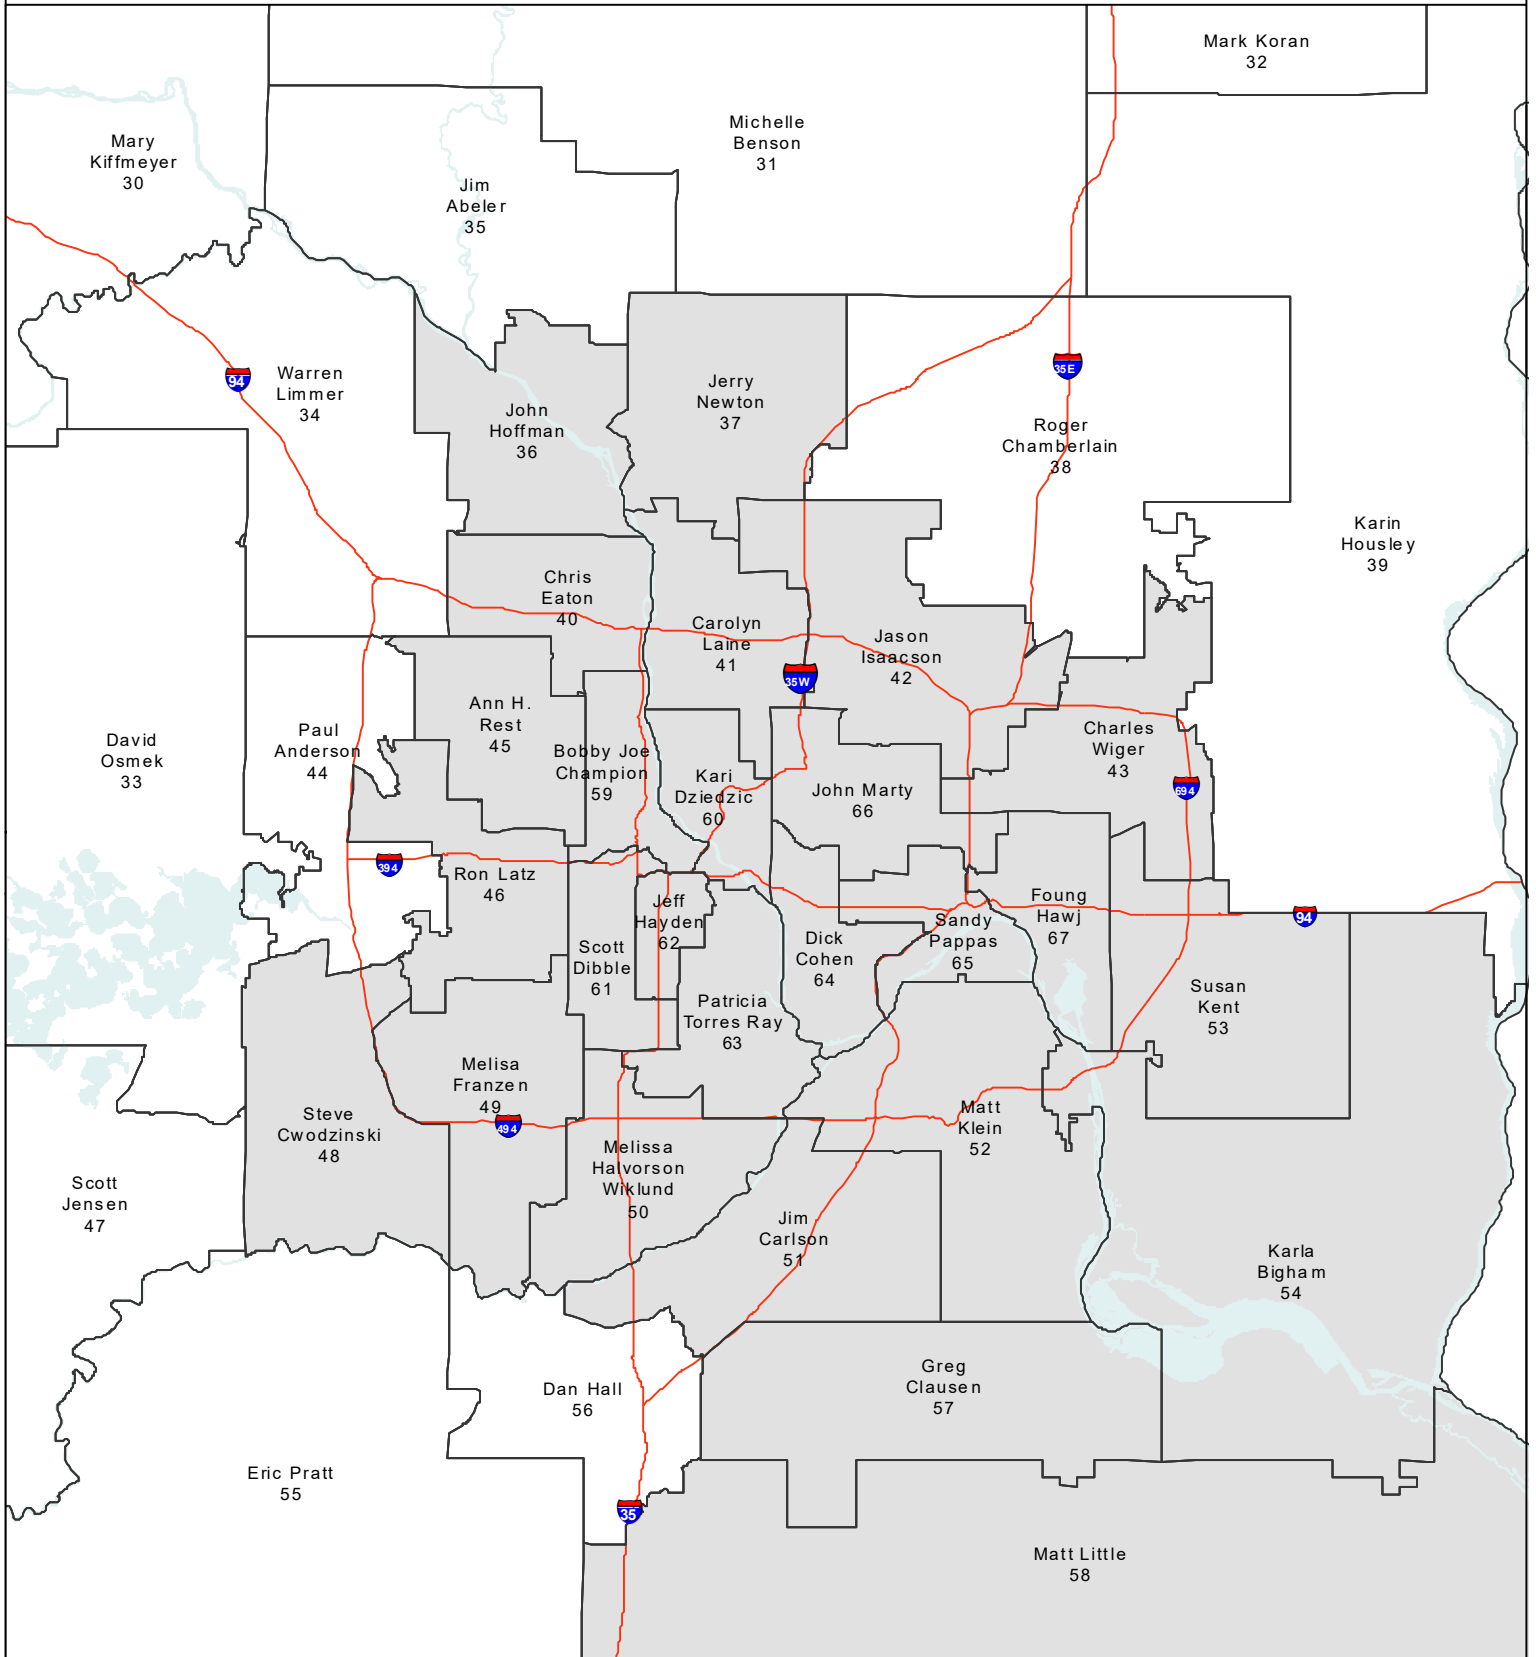 Mark Koran
32
Michelle
Benson
31
Mary
Kiffmeyer
30
Jim
Abeler
35
94
Warren
Limmer
34
35E
Jerry
Newton
37
John
Hoffman
36
Roger
Chamberlain
38
Karin
Housley
39
Chris
Eaton
40
Carolyn
Laine
41
Jason
Isaacson
42
35W
Ann H.
Rest
45
Paul
Anderson
44
David
Osmek
33
Bobby Joe
Champion
59
Charles
Wiger
43
Kari
Dziedzic
60
John Marty
66
694
394
Ron Latz
46
Jeff
Hayden
62
Foung
Hawj
67
94
Sandy
Pappas
65
Dick
Cohen
64
Scott
Dibble
61
Patricia
Torres Ray
63
Susan
Kent
53
Melisa
Franzen
49
494
Steve
Cwodzinski
48
Matt
Klein
52
Melissa
Halvorson
Wiklund
50
Scott
Jensen
47
Jim
Carlson
51
Karla
Bigham
54
Greg
Clausen
57
Dan Hall
56
Eric Pratt
55
35
Matt Little
58